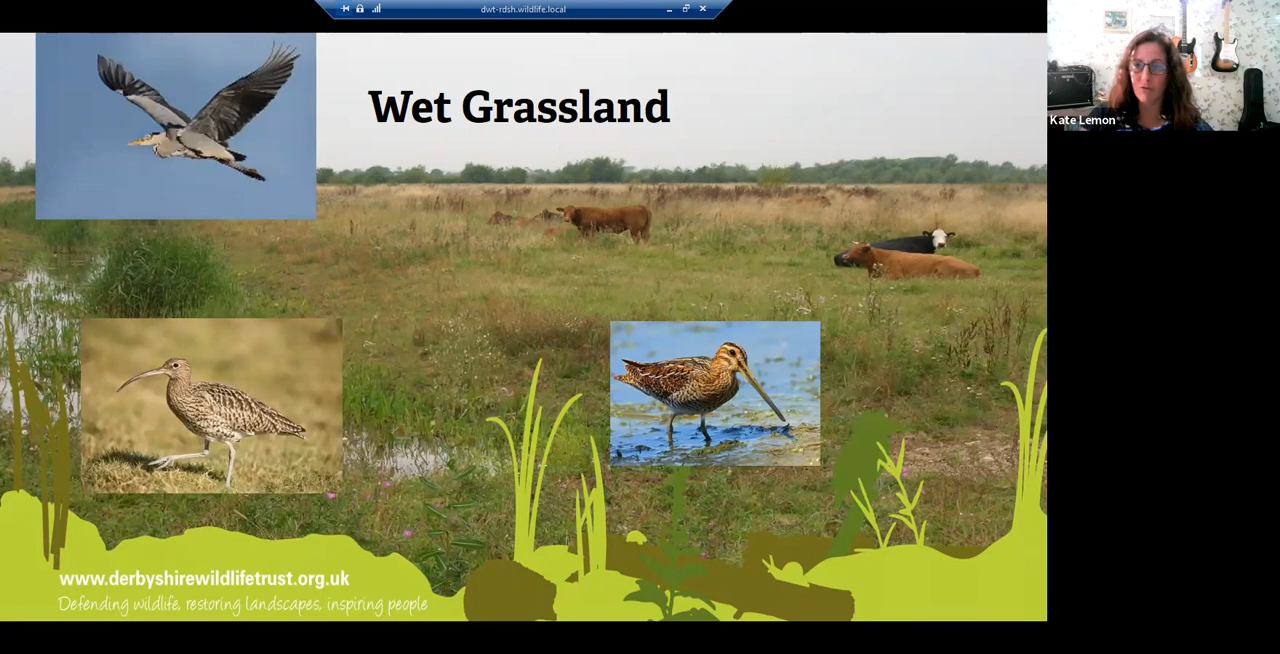 dwt-rdsh.wildlife.local
Wet Grassland
Kate Lemon
www.derbyshirewildlifetrust.org.uk
Defending wildlife, restoring landscapes, inspiring people